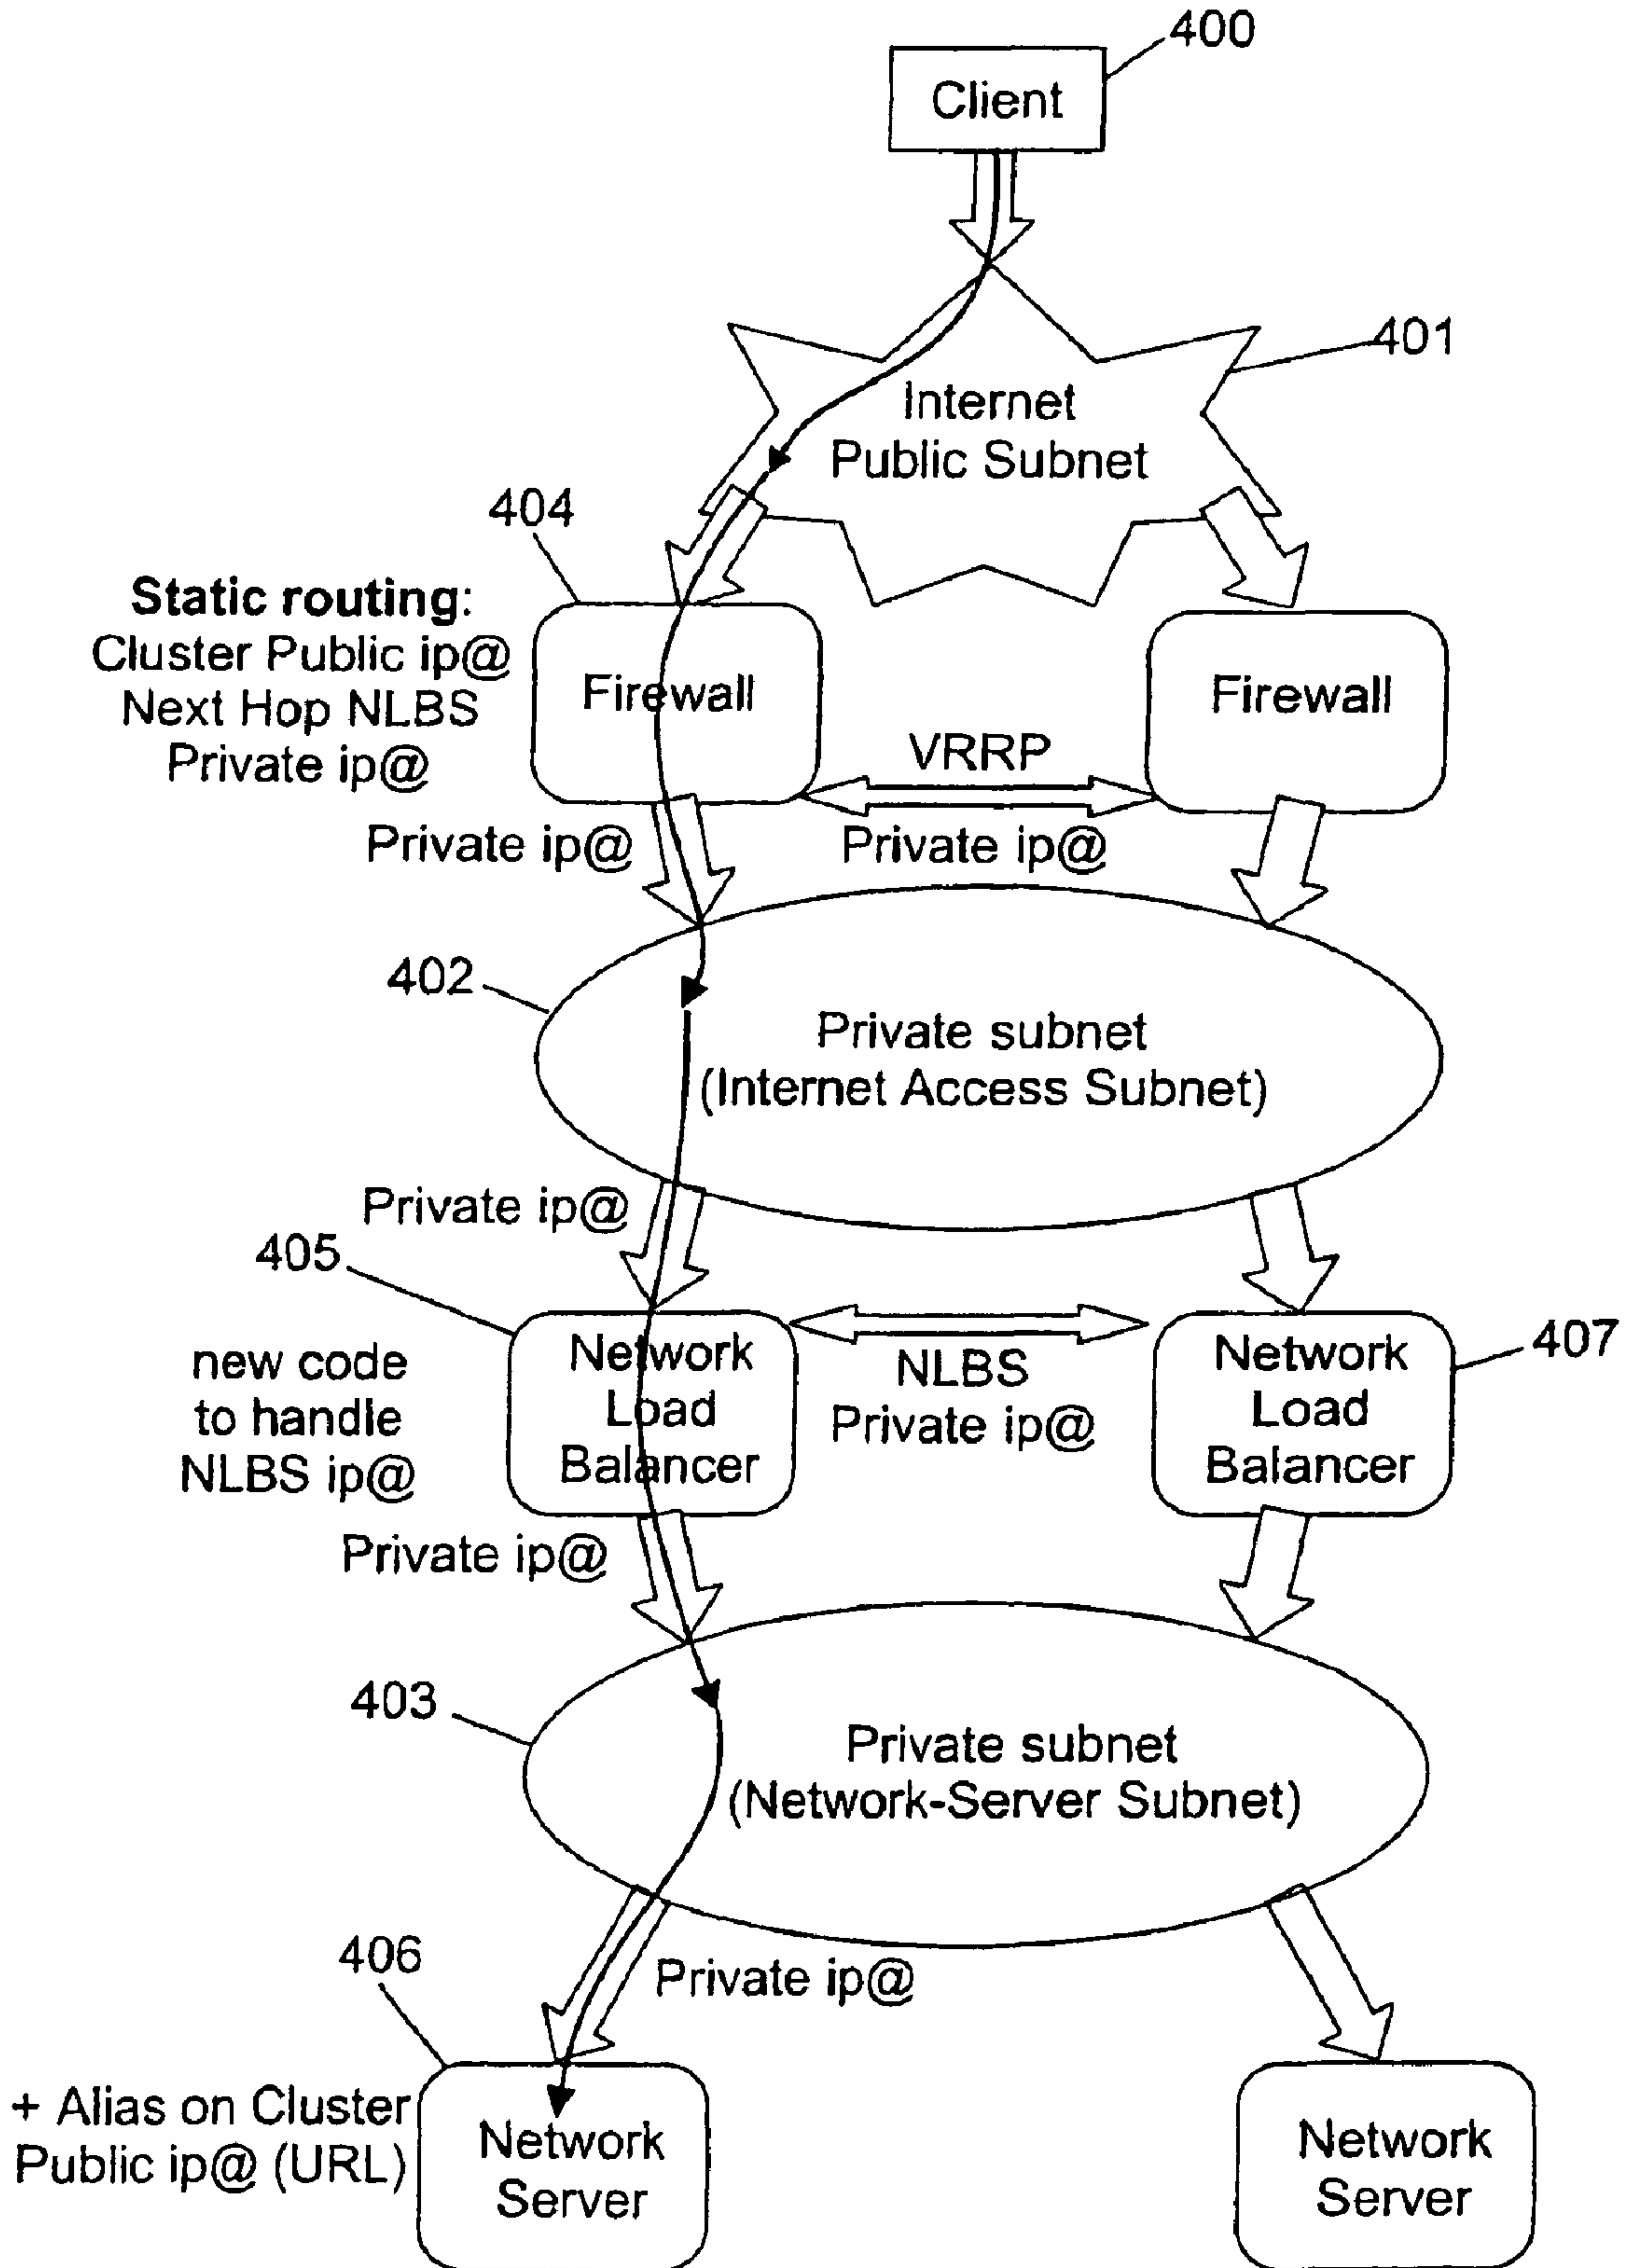 400
Client
401
Internet
Public Subnet
404
Static routing:
Cluster Public ip@
Next Hop NLBS
Private ip@
Firewall
Firewall
VRRP
Private ip@
Private ip@
402
Private subnet
(Internet Access Subnet)
Private ip@
405
new code
to handle
NLBS ip@
Network
Load
Balancer
NLBS
Private ip@
Network
Load
Balancer
407
Private ip@
403
Private subnet
(Network-Server Subnet)
406
Private ip@
+ Alias on Cluster
Public ip@ (URL)
Network
Server
Network
Server